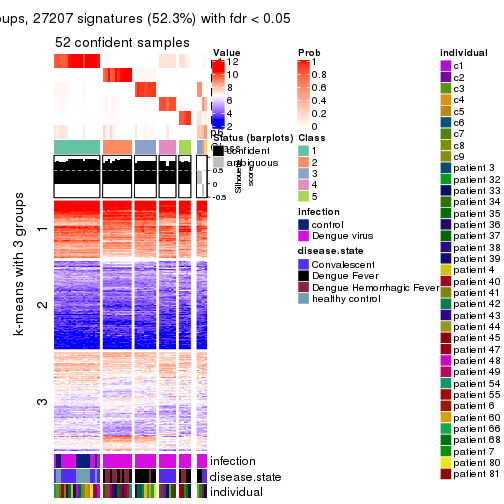 oups, 27207 signatures (52.3%) with fdr < 0.05
52 confident samples
Value
12
10
8
6
4
2
Prob
1
0.8
0.6
0.4
0.2
0
Status (barplots)
confident
ambiguous
Class
1
2
3
4
5
infection
control
Dengue virus
disease.state
Convalescent
Dengue Fever
Dengue Hemorrhagic Fever
healthy control
individual
c1
c2
c3
c4
c5
c6
c7
c8
c9
patient 3
patient 32
patient 33
patient 34
patient 35
patient 36
patient 37
patient 38
patient 39
patient 4
patient 40
patient 41
patient 42
patient 43
patient 44
patient 45
patient 47
patient 48
patient 49
patient 54
patient 55
patient 6
patient 60
patient 66
patient 68
patient 7
patient 80
patient 81
0.5
0
-0.5
k-means with 3 groups
1
2
3
infection
disease.state
individual